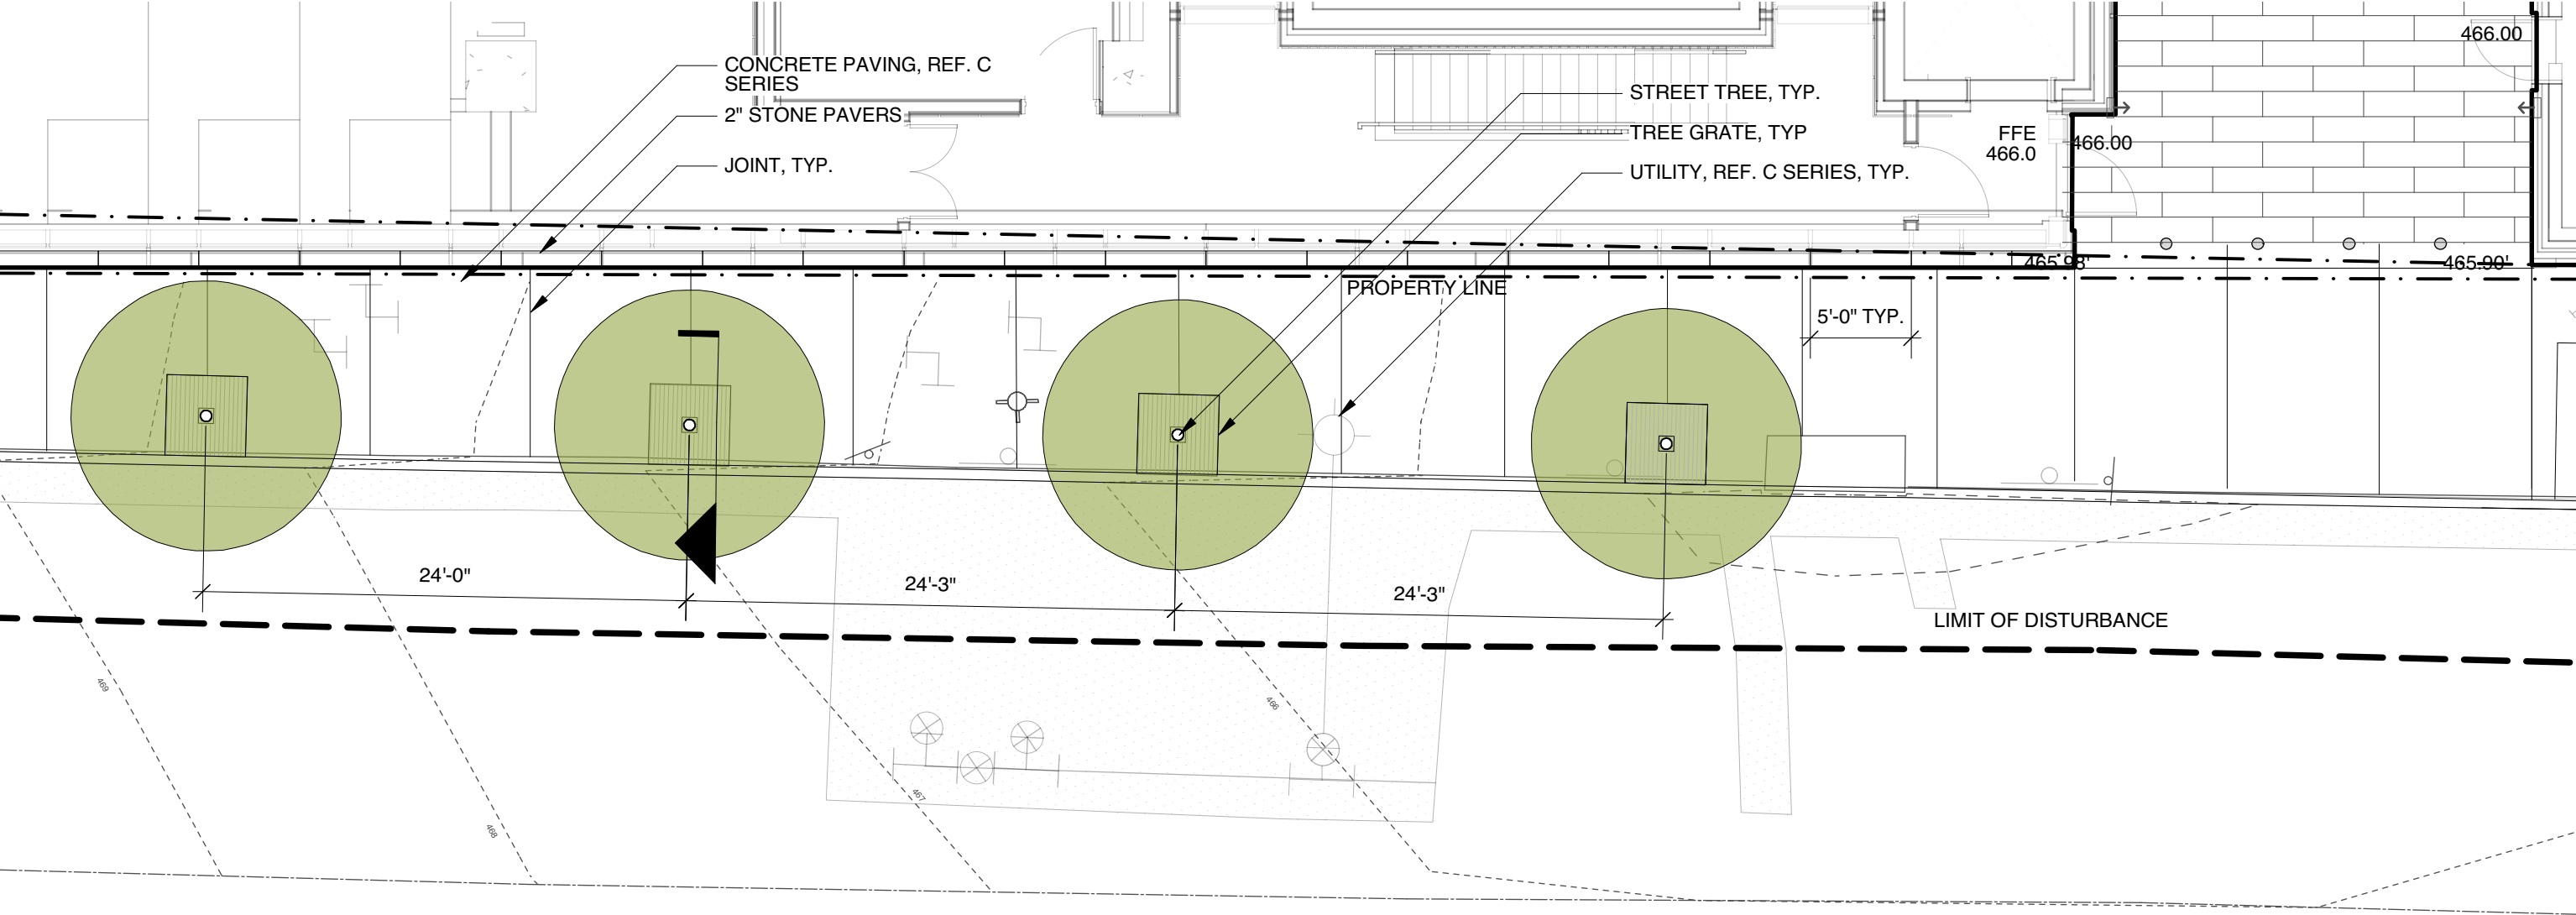 466.00
CONCRETE PAVING, REF. C
SERIES
2" STONE PAVERS
JOINT, TYP.
STREET TREE, TYP.
TREE GRATE, TYP
UTILITY, REF. C SERIES, TYP.
FFE
466.0
466.00
465.98'
465.90'
PROPERTY LINE
5'-0" TYP.
24'-0"
24'-3"
24'-3"
LIMIT OF DISTURBANCE
469
468
467
466